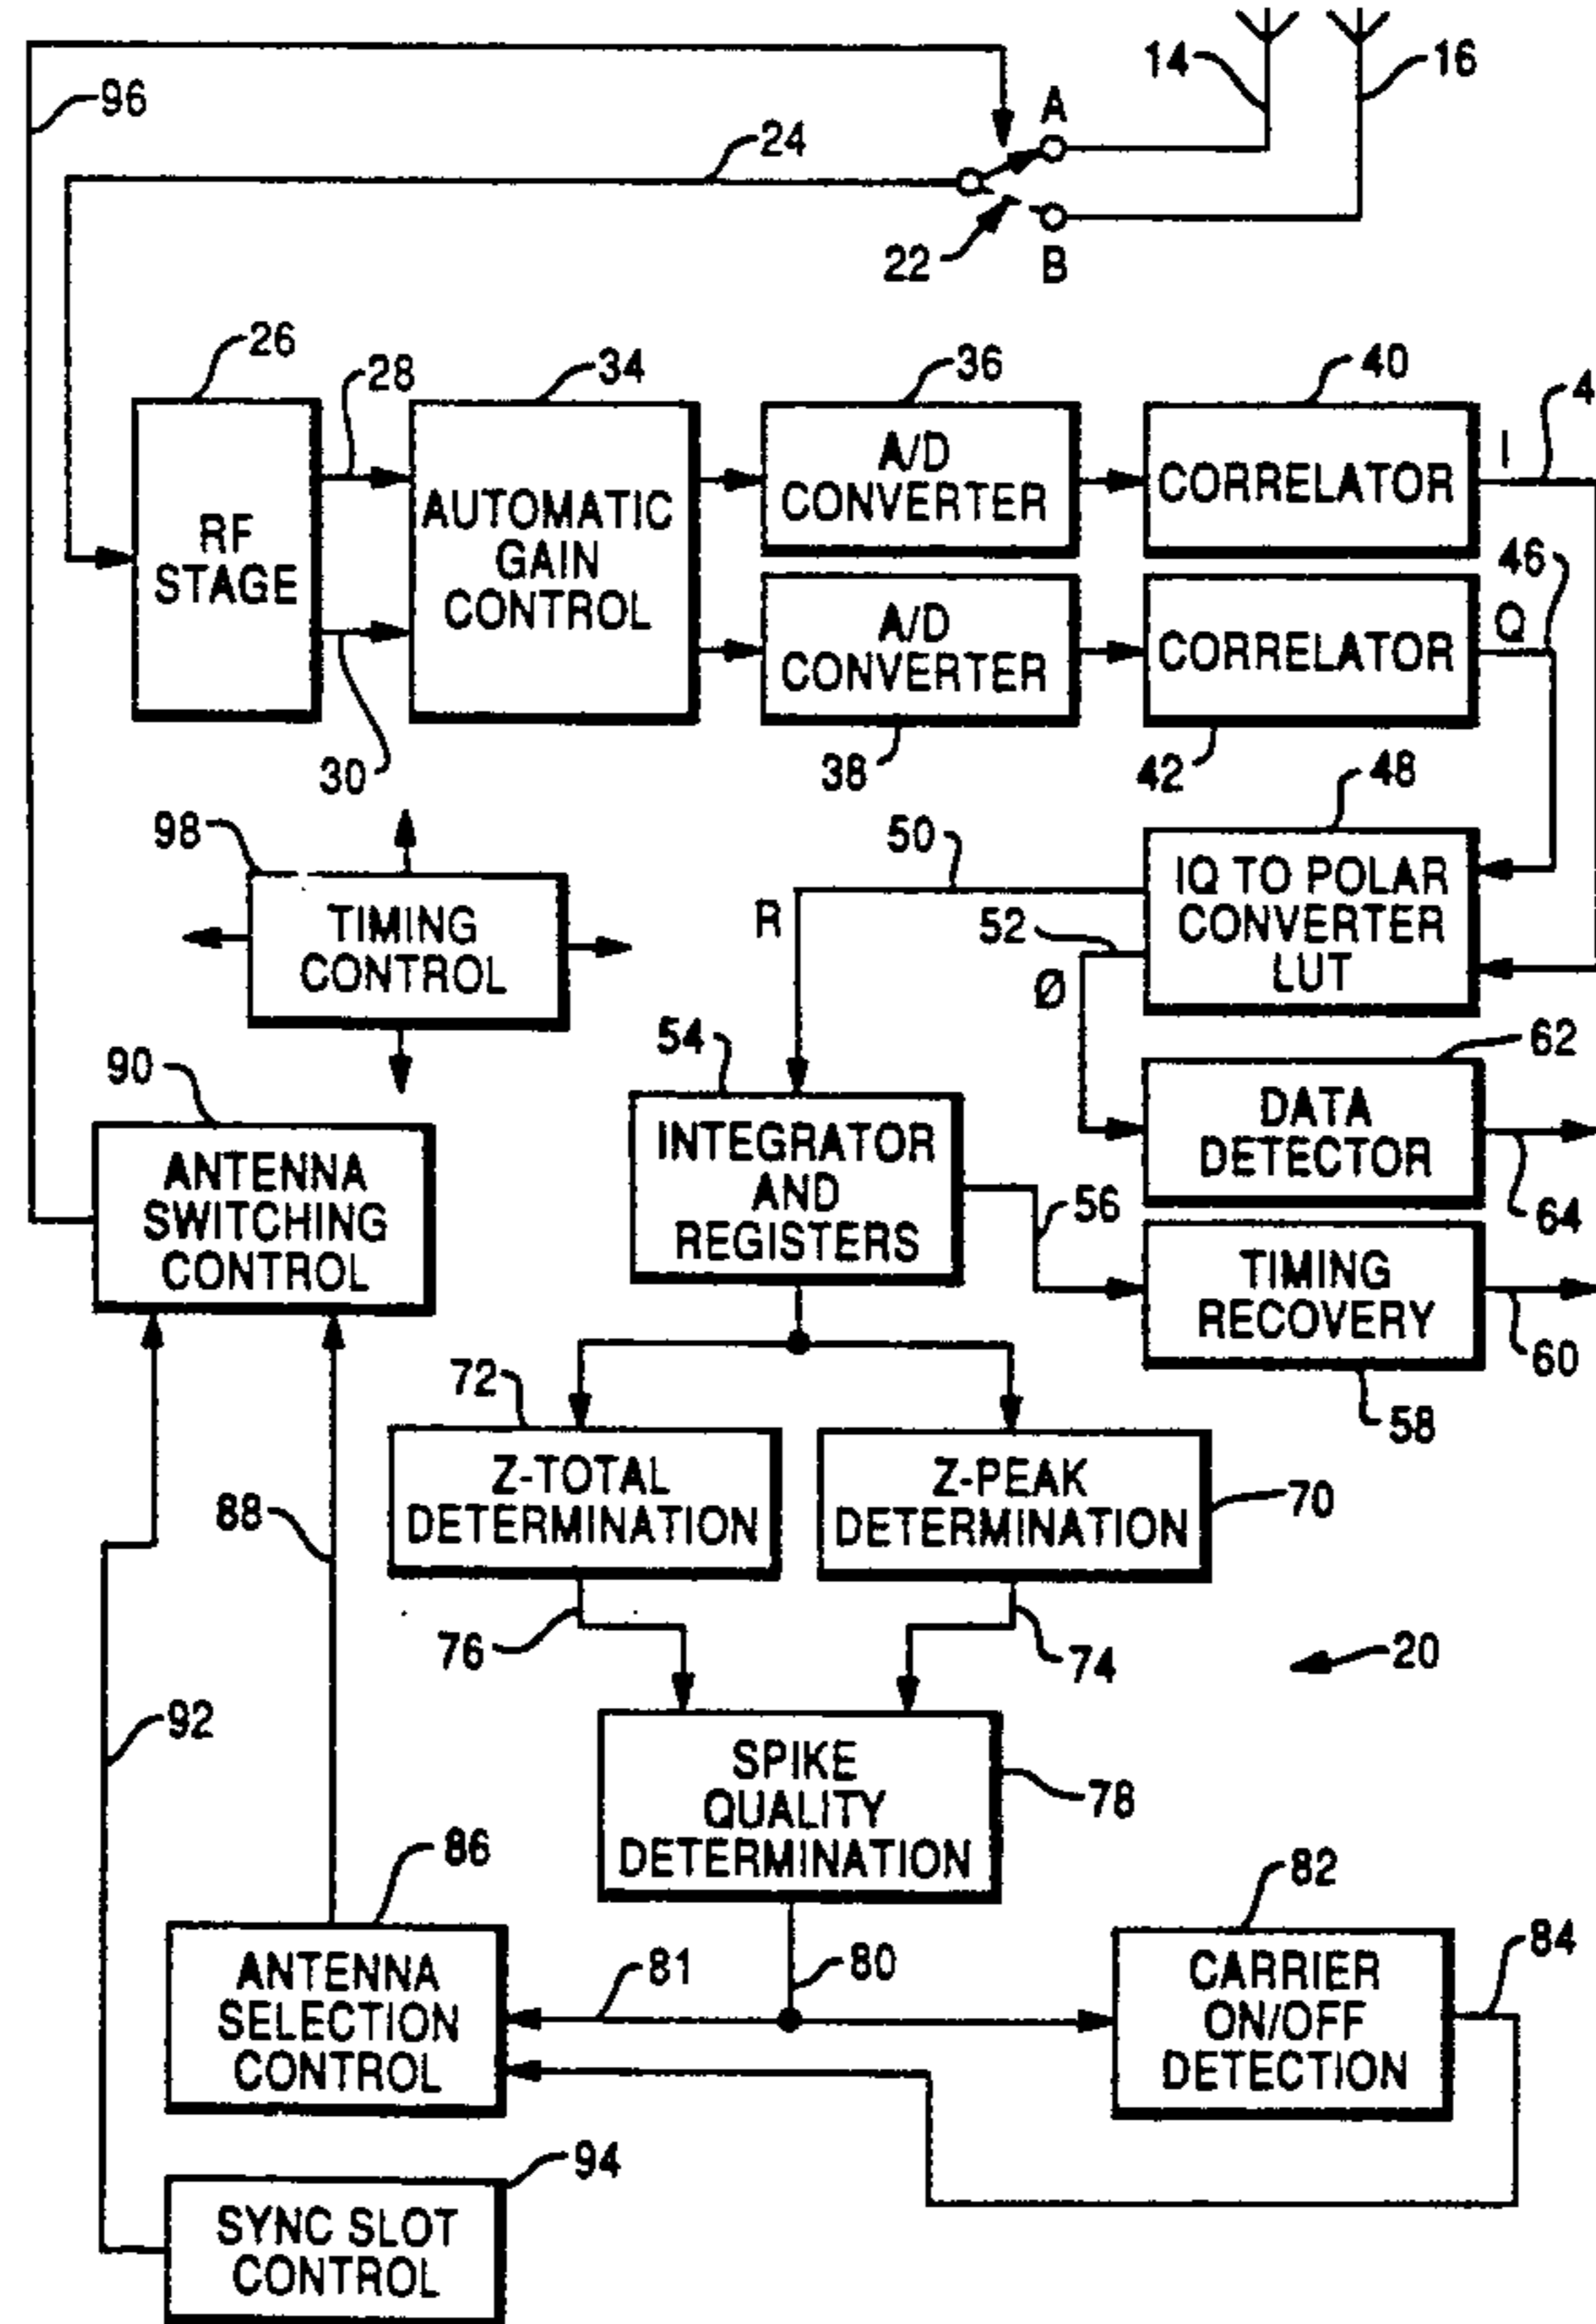 14
16
96
A
24
22
B
26
28
34
36
40
4
RF
STAGE
AUTOMATIC
GAIN
CONTROL
A/D
CONVERTER
CORRELATOR
I
46
A/D
CONVERTER
CORRELATOR
Q
30
38
42
48
98
50
IQ TO POLAR
CONVERTER
LUT
R
52
Ø
TIMING
CONTROL
54
62
90
INTEGRATOR
AND
REGISTERS
DATA
DETECTOR
ANTENNA
SWITCHING
CONTROL
56
64
TIMING
RECOVERY
60
58
72
Z-TOTAL
DETERMINATION
Z-PEAK
DETERMINATION
70
88
76
74
20
92
SPIKE
QUALITY
DETERMINATION
78
86
82
81
80
84
ANTENNA
SELECTION
CONTROL
CARRIER
ON/OFF
DETECTION
94
SYNC SLOT
CONTROL